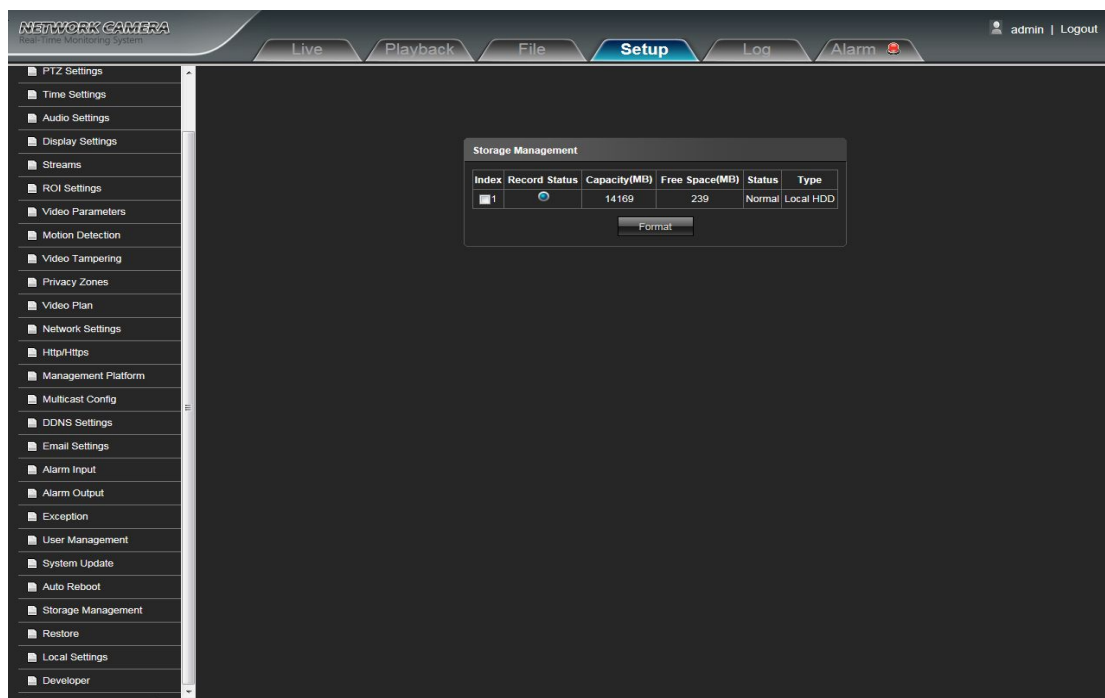 NETWORK CAMERA
Real-Time Monitoring System
admin | Logout
Live Playback File Setup Log Alarm
PTZ Settings
Time Settings
Audio Settings
Display Settings
Streams
ROI Settings
Video Parameters
Motion Detection
Video Tampering
Privacy Zones
Video Plan
Network Settings
Http/Https
Management Platform
Multicast Config
DDNS Settings
Email Settings
Alarm Input
Alarm Output
Exception
User Management
System Update
Auto Reboot
Storage Management
Restore
Local Settings
Developer
Storage Management
Index Record Status Capacity(MB) Free Space(MB) Status Type
1 14169 239 Normal Local HDD
Format